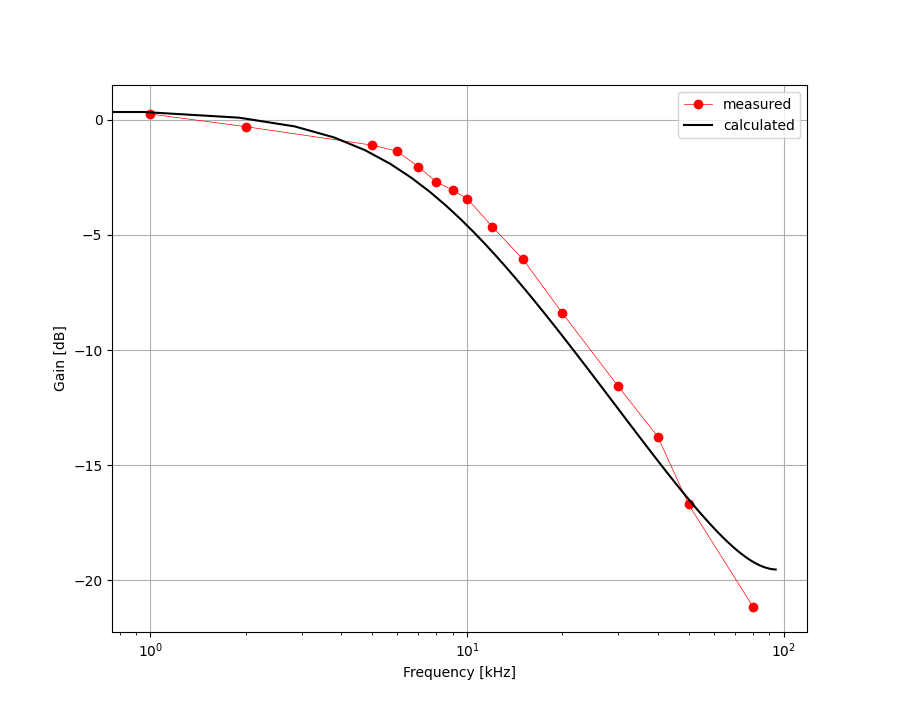 measured
calculated
0
−5
−10
−15
−20
Gain [dB]
10⁰
10¹
10²
Frequency [kHz]